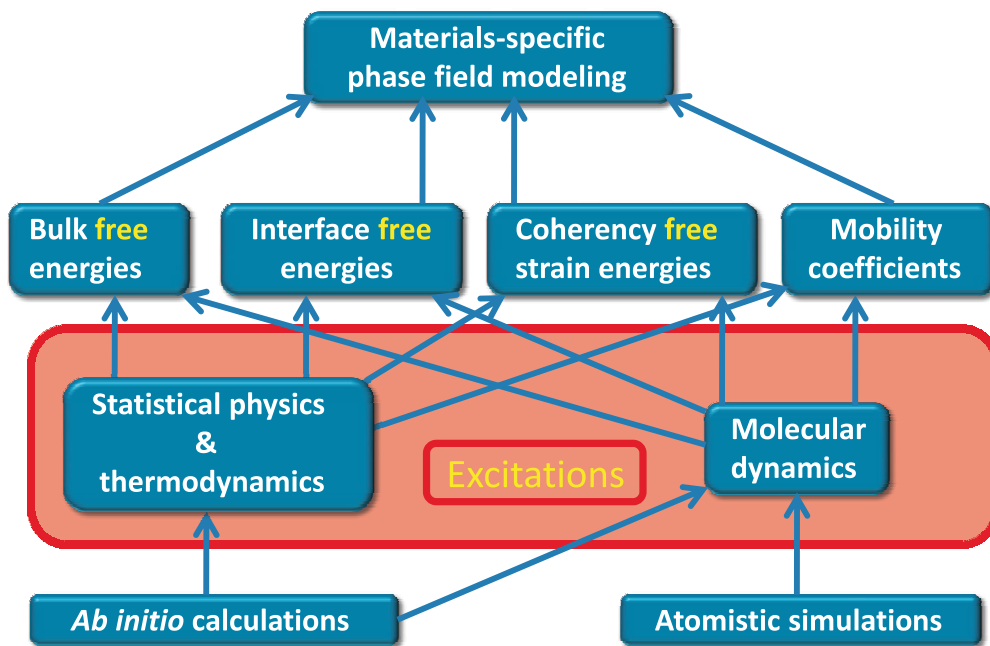 Materials-specific
phase field modeling
Bulk free
energies
Interface free
energies
Coherency free
strain energies
Mobility
coefficients
Statistical physics
&
thermodynamics
Excitations
Molecular
dynamics
Ab initio calculations
Atomistic simulations